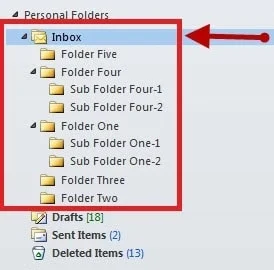 Personal Folders
Inbox
Folder Five
Folder Four
Sub Folder Four-1
Sub Folder Four-2
Folder One
Sub Folder One-1
Sub Folder One-2
Folder Three
Folder Two
Drafts [18]
Sent Items (2)
Deleted Items (13)